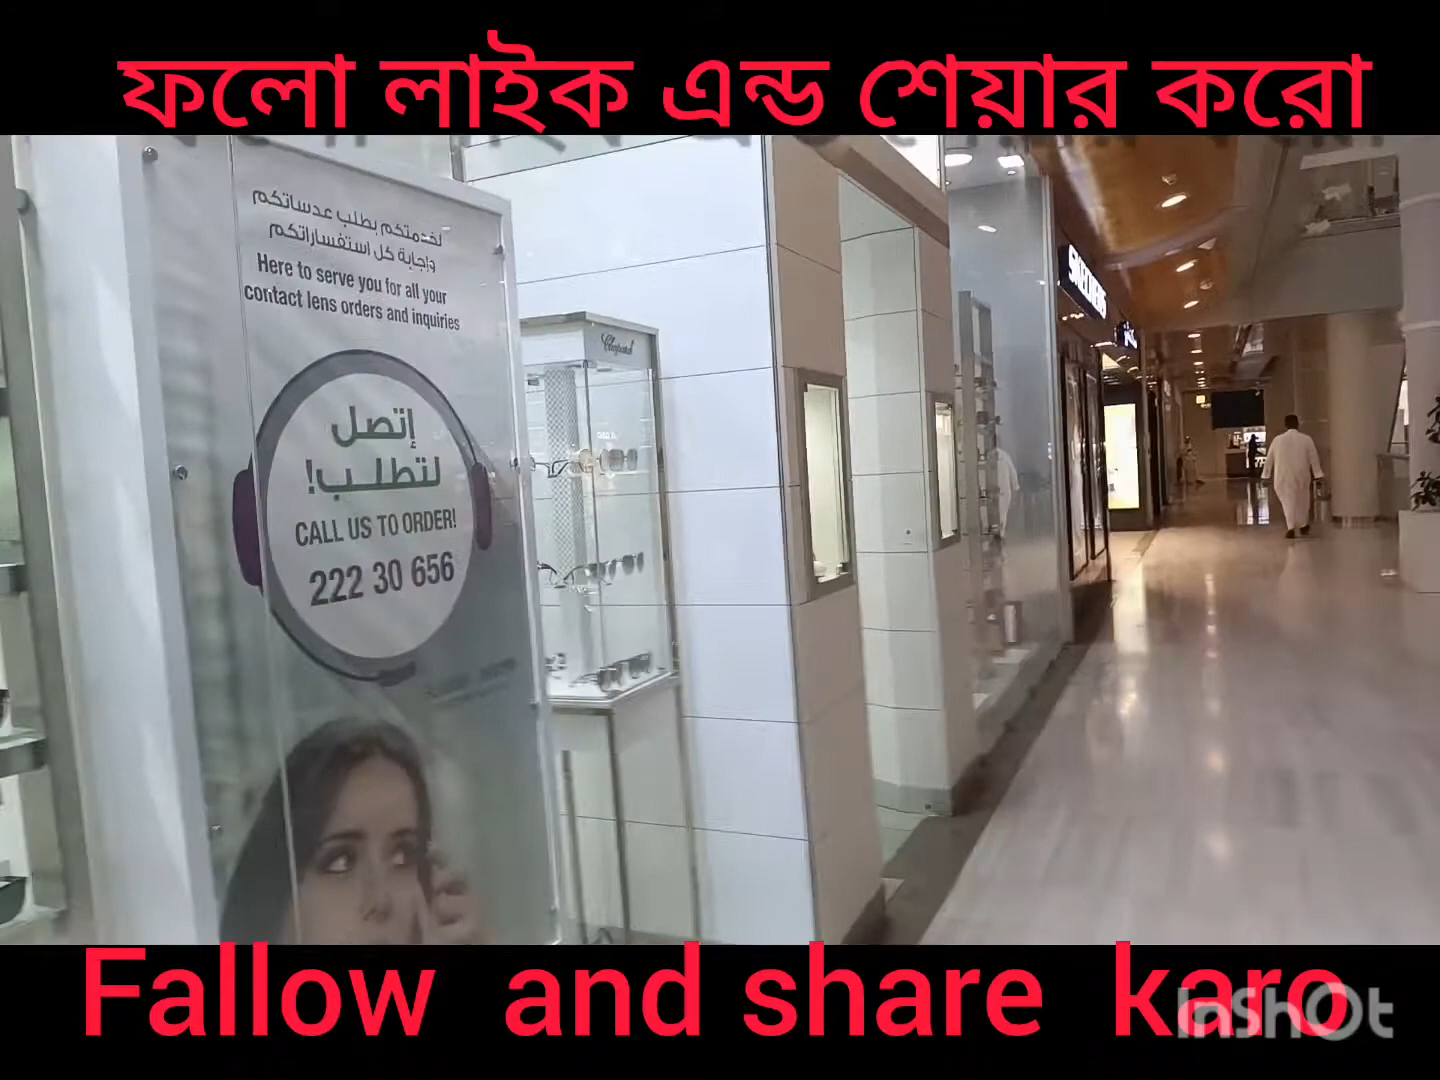 ফলো লাইক এন্ড শেয়ার করো
لخدمتكم بطلب عدساتكم
وإجابة كل استفساراتكم
Here to serve you for all your
contact lens orders and inquiries
إتصل
لتطلب!
CALL US TO ORDER!
222 30 656
Chopard
Fallow and share karo
InShOt